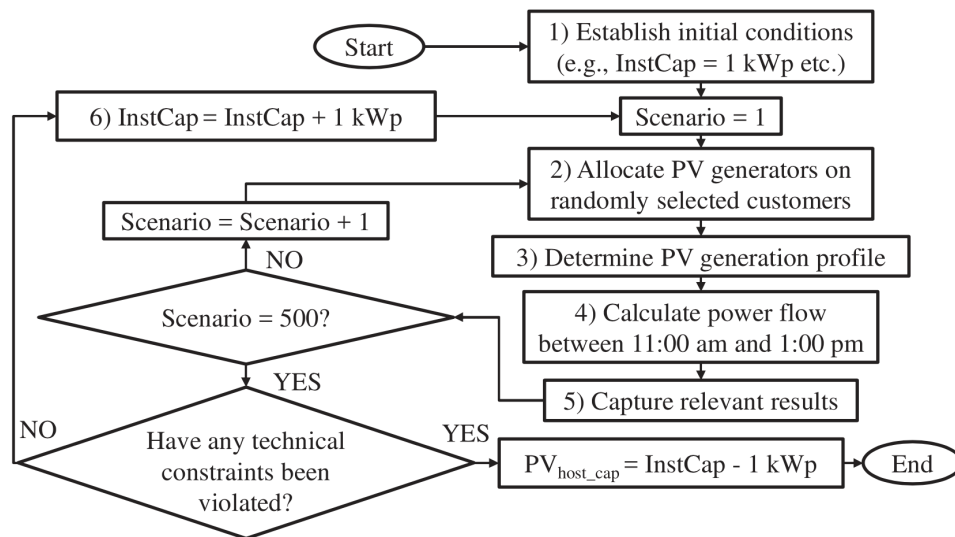 Start
1) Establish initial conditions
(e.g., InstCap = 1 kWp etc.)
6) InstCap = InstCap + 1 kWp
Scenario = 1
2) Allocate PV generators on
randomly selected customers
Scenario = Scenario + 1
3) Determine PV generation profile
NO
Scenario = 500?
4) Calculate power flow
between 11:00 am and 1:00 pm
YES
5) Capture relevant results
NO
Have any technical
constraints been
violated?
YES
PVhost_cap = InstCap - 1 kWp
End